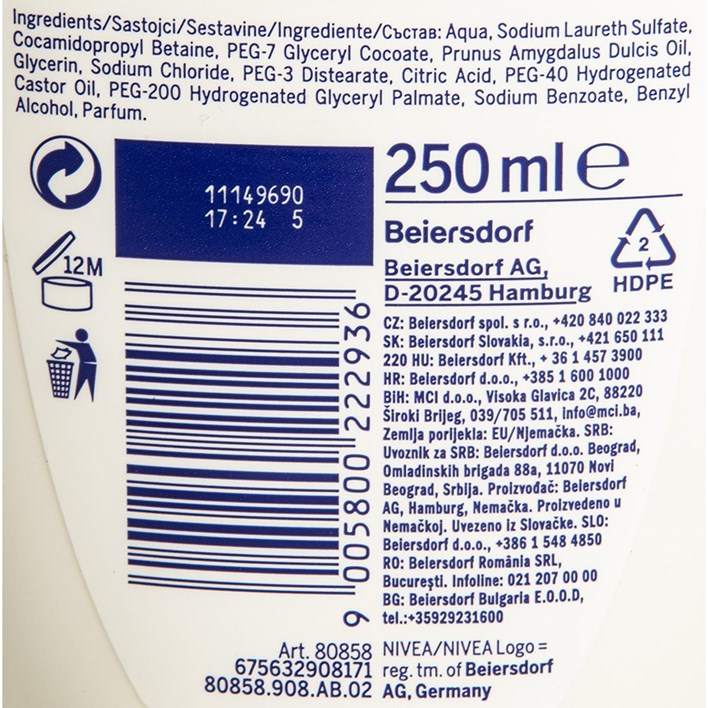 Ingredients/Sastojci/Sestavine/Ingrediente/Състав: Aqua, Sodium Laureth Sulfate,
Cocamidopropyl Betaine, PEG-7 Glyceryl Cocoate, Prunus Amygdalus Dulcis Oil,
Glycerin, Sodium Chloride, PEG-3 Distearate, Citric Acid, PEG-40 Hydrogenated
Castor Oil, PEG-200 Hydrogenated Glyceryl Palmate, Sodium Benzoate, Benzyl
Alcohol, Parfum.
11149690
17:24 5
250 ml e
12M
Beiersdorf
Beiersdorf AG,
D-20245 Hamburg
2
HDPE
9 005800 222936
CZ: Beiersdorf spol. s r.o., +420 840 022 333
SK: Beiersdorf Slovakia, s.r.o., +421 650 111
220 HU: Beiersdorf Kft., + 36 1 457 3900
HR: Beiersdorf d.o.o., +385 1 600 1000
BiH: MCI d.o.o., Visoka Glavica 2C, 88220
Široki Brijeg, 039/705 511, info@mci.ba,
Zemlja porijekla: EU/Njemačka. SRB:
Uvoznik za SRB: Beiersdorf d.o.o. Beograd,
Omladinskih brigada 88a, 11070 Novi
Beograd, Srbija. Proizvođač: Beiersdorf
AG, Hamburg, Nemačka. Proizvedeno u
Nemačkoj. Uvezeno iz Slovačke. SLO:
Beiersdorf d.o.o., +386 1 548 4850
RO: Beiersdorf România SRL,
Bucureşti. Infoline: 021 207 00 00
BG: Beiersdorf Bulgaria E.O.O.D,
tel.:+35929231600
Art. 80858
675632908171
80858.908.AB.02
NIVEA/NIVEA Logo =
reg. tm. of Beiersdorf
AG, Germany